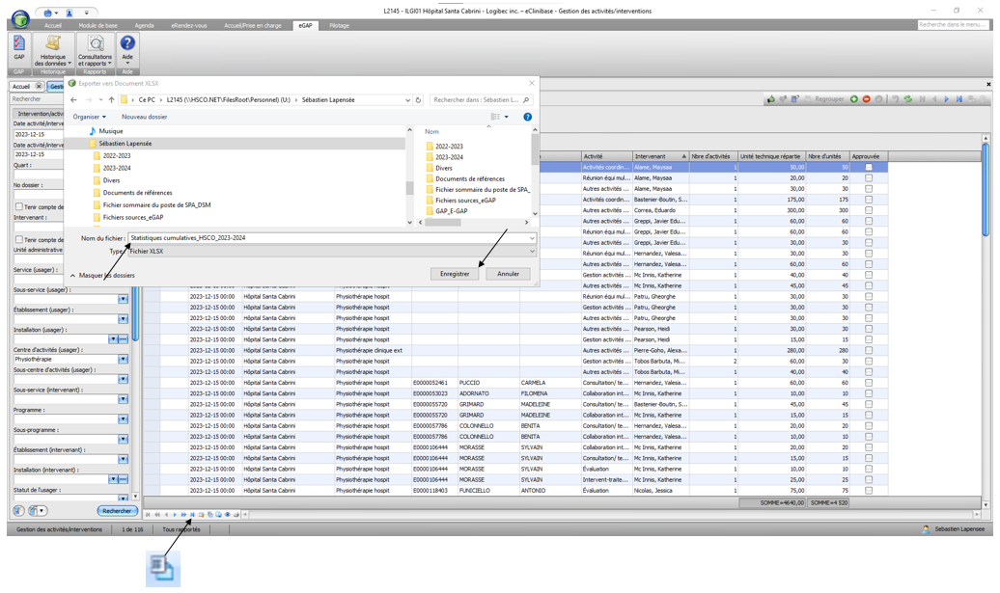 L2145 - ILGI01 Hôpital Santa Cabrini - Logibec inc. – eClinibase - Gestion des activités/interventions
Accueil Module de base Agenda eRendez-vous Accueil/Prise en charge eGAP Pilotage
Recherche dans le menu...
GAP Historique des données Consultations et rapports Aide
GAP Historique Rapports Aide
Accueil Gesti
Exporter vers Document XLSX
Ce PC L2145 (\\HSCO.NET\FilesRoot\Personnel) (U:) Sébastien Lapensée
Rechercher dans : Sébastien L...
Organiser Nouveau dossier
Musique
Sébastien Lapensée
2022-2023
2023-2024
Divers
Documents de références
Fichier sommaire du poste de SPA_DSM
Fichiers sources_eGAP
Nom
2022-2023
2023-2024
Divers
Documents de références
Fichier sommaire du poste de SPA_
Fichiers sources_eGAP
GAP_E-GAP
Nom du fichier : Statistiques cumulatives_HSCO_2023-2024
Type Fichier XLSX
Masquer les dossiers
Enregistrer Annuler
Regrouper
Rechercher
Intervention/activi
Date activité/interve
2023-12-15
Date activité/interve
2023-12-15
Quart :
No dossier :
Tenir compte de
Intervenant :
Tenir compte de
Unité administrative
Service (usager) :
Sous-service (usager) :
Établissement (usager) :
Installation (usager) :
Centre d'activités (usager) :
Physiothérapie
Sous-centre d'activités (usager) :
Sous-service (intervenant) :
Programme :
Sous-programme :
Établissement (intervenant) :
Installation (intervenant) :
Statut de l'usager :
Rechercher
Activité Intervenant Nbre d'activités Unité technique répartie Nbre d'unités Approuvée
Activités coordin... Alame, Maysaa 1 30,00 50
Réunion équi mul... Alame, Maysaa 1 20,00 20
Autres activités ... Alame, Maysaa 1 30,00 30
Activités coordin... Bastenier-Boutin, S... 1 175,00 175
Autres activités ... Correa, Eduardo 1 300,00 300
Autres activités ... Greppi, Javier Edu... 1 60,00 60
Réunion équi mul... Greppi, Javier Edu... 1 60,00 60
Autres activités ... Greppi, Javier Edu... 1 30,00 30
Réunion équi mul... Hernandez, Valesa... 1 30,00 30
Autres activités ... Hernandez, Valesa... 1 60,00 60
Gestion activités ... Mc Innis, Katherine 1 40,00 40
Autres activités ... Mc Innis, Katherine 1 45,00 45
2023-12-15 00:00 Hôpital Santa Cabrini Physiothérapie hospit Réunion équi mul... Patru, Gheorghe 1 30,00 30
2023-12-15 00:00 Hôpital Santa Cabrini Physiothérapie hospit Gestion activités ... Patru, Gheorghe 1 30,00 30
2023-12-15 00:00 Hôpital Santa Cabrini Physiothérapie hospit Autres activités ... Patru, Gheorghe 1 30,00 30
2023-12-15 00:00 Hôpital Santa Cabrini Physiothérapie hospit Autres activités ... Pearson, Heidi 1 30,00 30
2023-12-15 00:00 Hôpital Santa Cabrini Physiothérapie hospit Gestion activités ... Pearson, Heidi 1 15,00 15
2023-12-15 00:00 Hôpital Santa Cabrini Physiothérapie clinique ext Autres activités ... Pierre-Goho, Alexa... 1 280,00 280
2023-12-15 00:00 Hôpital Santa Cabrini Physiothérapie hospit Gestion activités ... Tobos Barbuta, Mi... 2 60,00 30
2023-12-15 00:00 Hôpital Santa Cabrini Physiothérapie hospit Autres activités ... Tobos Barbuta, Mi... 1 40,00 40
2023-12-15 00:00 Hôpital Santa Cabrini Physiothérapie hospit E0000052461 PUCCIO CARMELA Consultation/ te... Hernandez, Valesa... 1 60,00 60
2023-12-15 00:00 Hôpital Santa Cabrini Physiothérapie hospit E0000053023 ADORNATO FILOMENA Collaboration int... Mc Innis, Katherine 1 10,00 10
2023-12-15 00:00 Hôpital Santa Cabrini Physiothérapie hospit E0000055720 GRIMARD MADELEINE Consultation/ te... Bastenier-Boutin, S... 1 45,00 45
2023-12-15 00:00 Hôpital Santa Cabrini Physiothérapie hospit E0000055720 GRIMARD MADELEINE Collaboration int... Mc Innis, Katherine 1 15,00 15
2023-12-15 00:00 Hôpital Santa Cabrini Physiothérapie hospit E0000057786 COLONNELLO BENITA Consultation/ te... Hernandez, Valesa... 1 20,00 20
2023-12-15 00:00 Hôpital Santa Cabrini Physiothérapie hospit E0000057786 COLONNELLO BENITA Collaboration int... Hernandez, Valesa... 1 10,00 10
2023-12-15 00:00 Hôpital Santa Cabrini Physiothérapie hospit E0000106444 MORASSE SYLVAIN Collaboration int... Mc Innis, Katherine 1 20,00 20
2023-12-15 00:00 Hôpital Santa Cabrini Physiothérapie hospit E0000106444 MORASSE SYLVAIN Consultation/ te... Mc Innis, Katherine 1 15,00 15
2023-12-15 00:00 Hôpital Santa Cabrini Physiothérapie hospit E0000106444 MORASSE SYLVAIN Évaluation Mc Innis, Katherine 1 10,00 10
2023-12-15 00:00 Hôpital Santa Cabrini Physiothérapie hospit E0000106444 MORASSE SYLVAIN Intervent-traite... Mc Innis, Katherine 1 25,00 25
2023-12-15 00:00 Hôpital Santa Cabrini Physiothérapie hospit E0000118403 FUNICIELLO ANTONIO Évaluation Nicolas, Jessica 1 75,00 75
SOMME=4640,00 SOMME=4 520
Gestion des activités/interventions 1 de 116 Tous rapportés Sebastien Lapensee